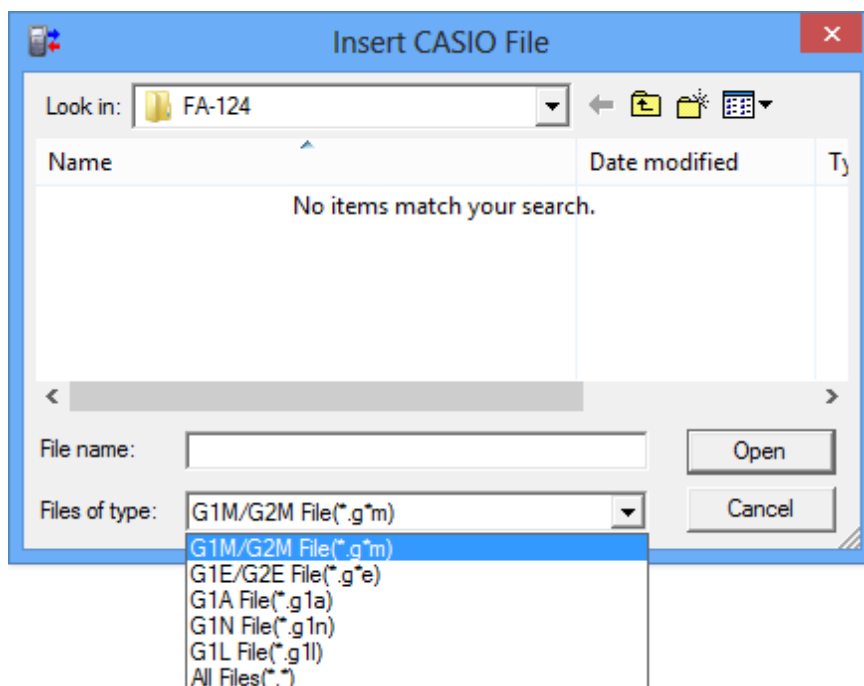 Insert CASIO File
Look in: FA-124
Name Date modified Ty
No items match your search.
File name: Open
Files of type: G1M/G2M File(*.g*m) Cancel
G1M/G2M File(*.g*m)
G1E/G2E File(*.g*e)
G1A File(*.g1a)
G1N File(*.g1n)
G1L File(*.g1l)
All Files(*.*)